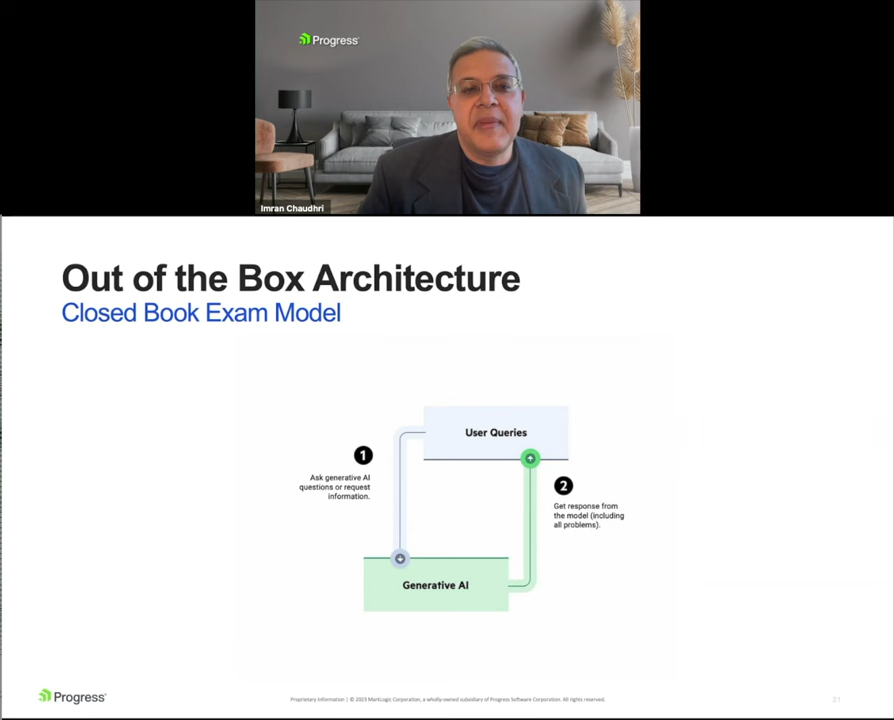 Progress
Imran Chaudhri
Out of the Box Architecture
Closed Book Exam Model
User Queries
1
Ask generative AI
questions or request
information.
2
Get response from
the model (including
all problems).
Generative AI
Progress
Proprietary Information | © 2023 MarkLogic Corporation, a wholly-owned subsidiary of Progress Software Corporation. All rights reserved.
21